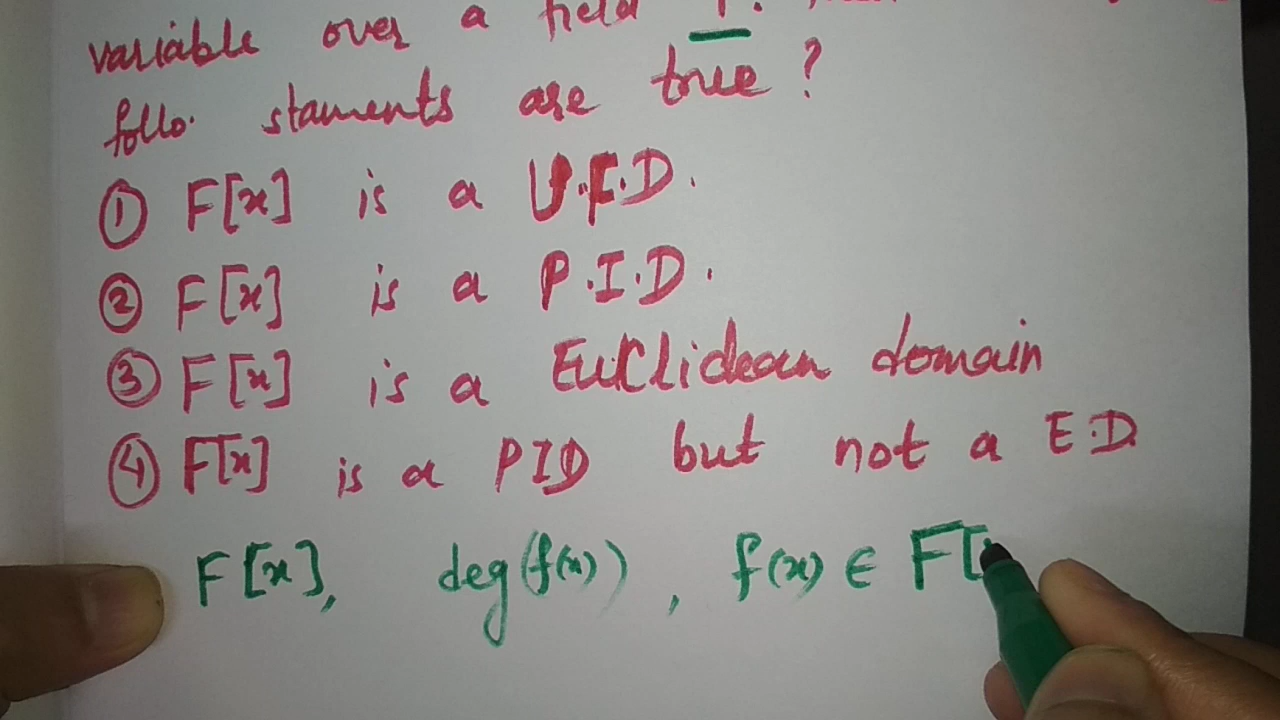 variable over a field F.
follo. staments are true ?
① F[x] is a U.F.D.
② F[x] is a P.I.D.
③ F[x] is a EuClidean domain
④ F[x] is a PID but not a E.D
F[x], deg(f(x)), f(x) ∈ F[